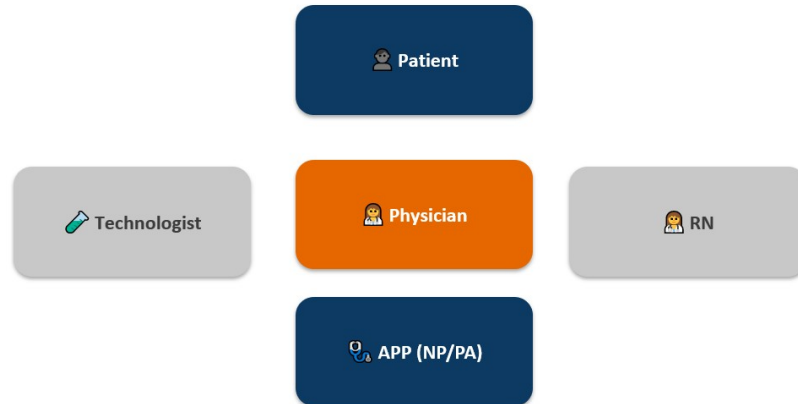 Patient
Technologist
Physician
RN
APP (NP/PA)